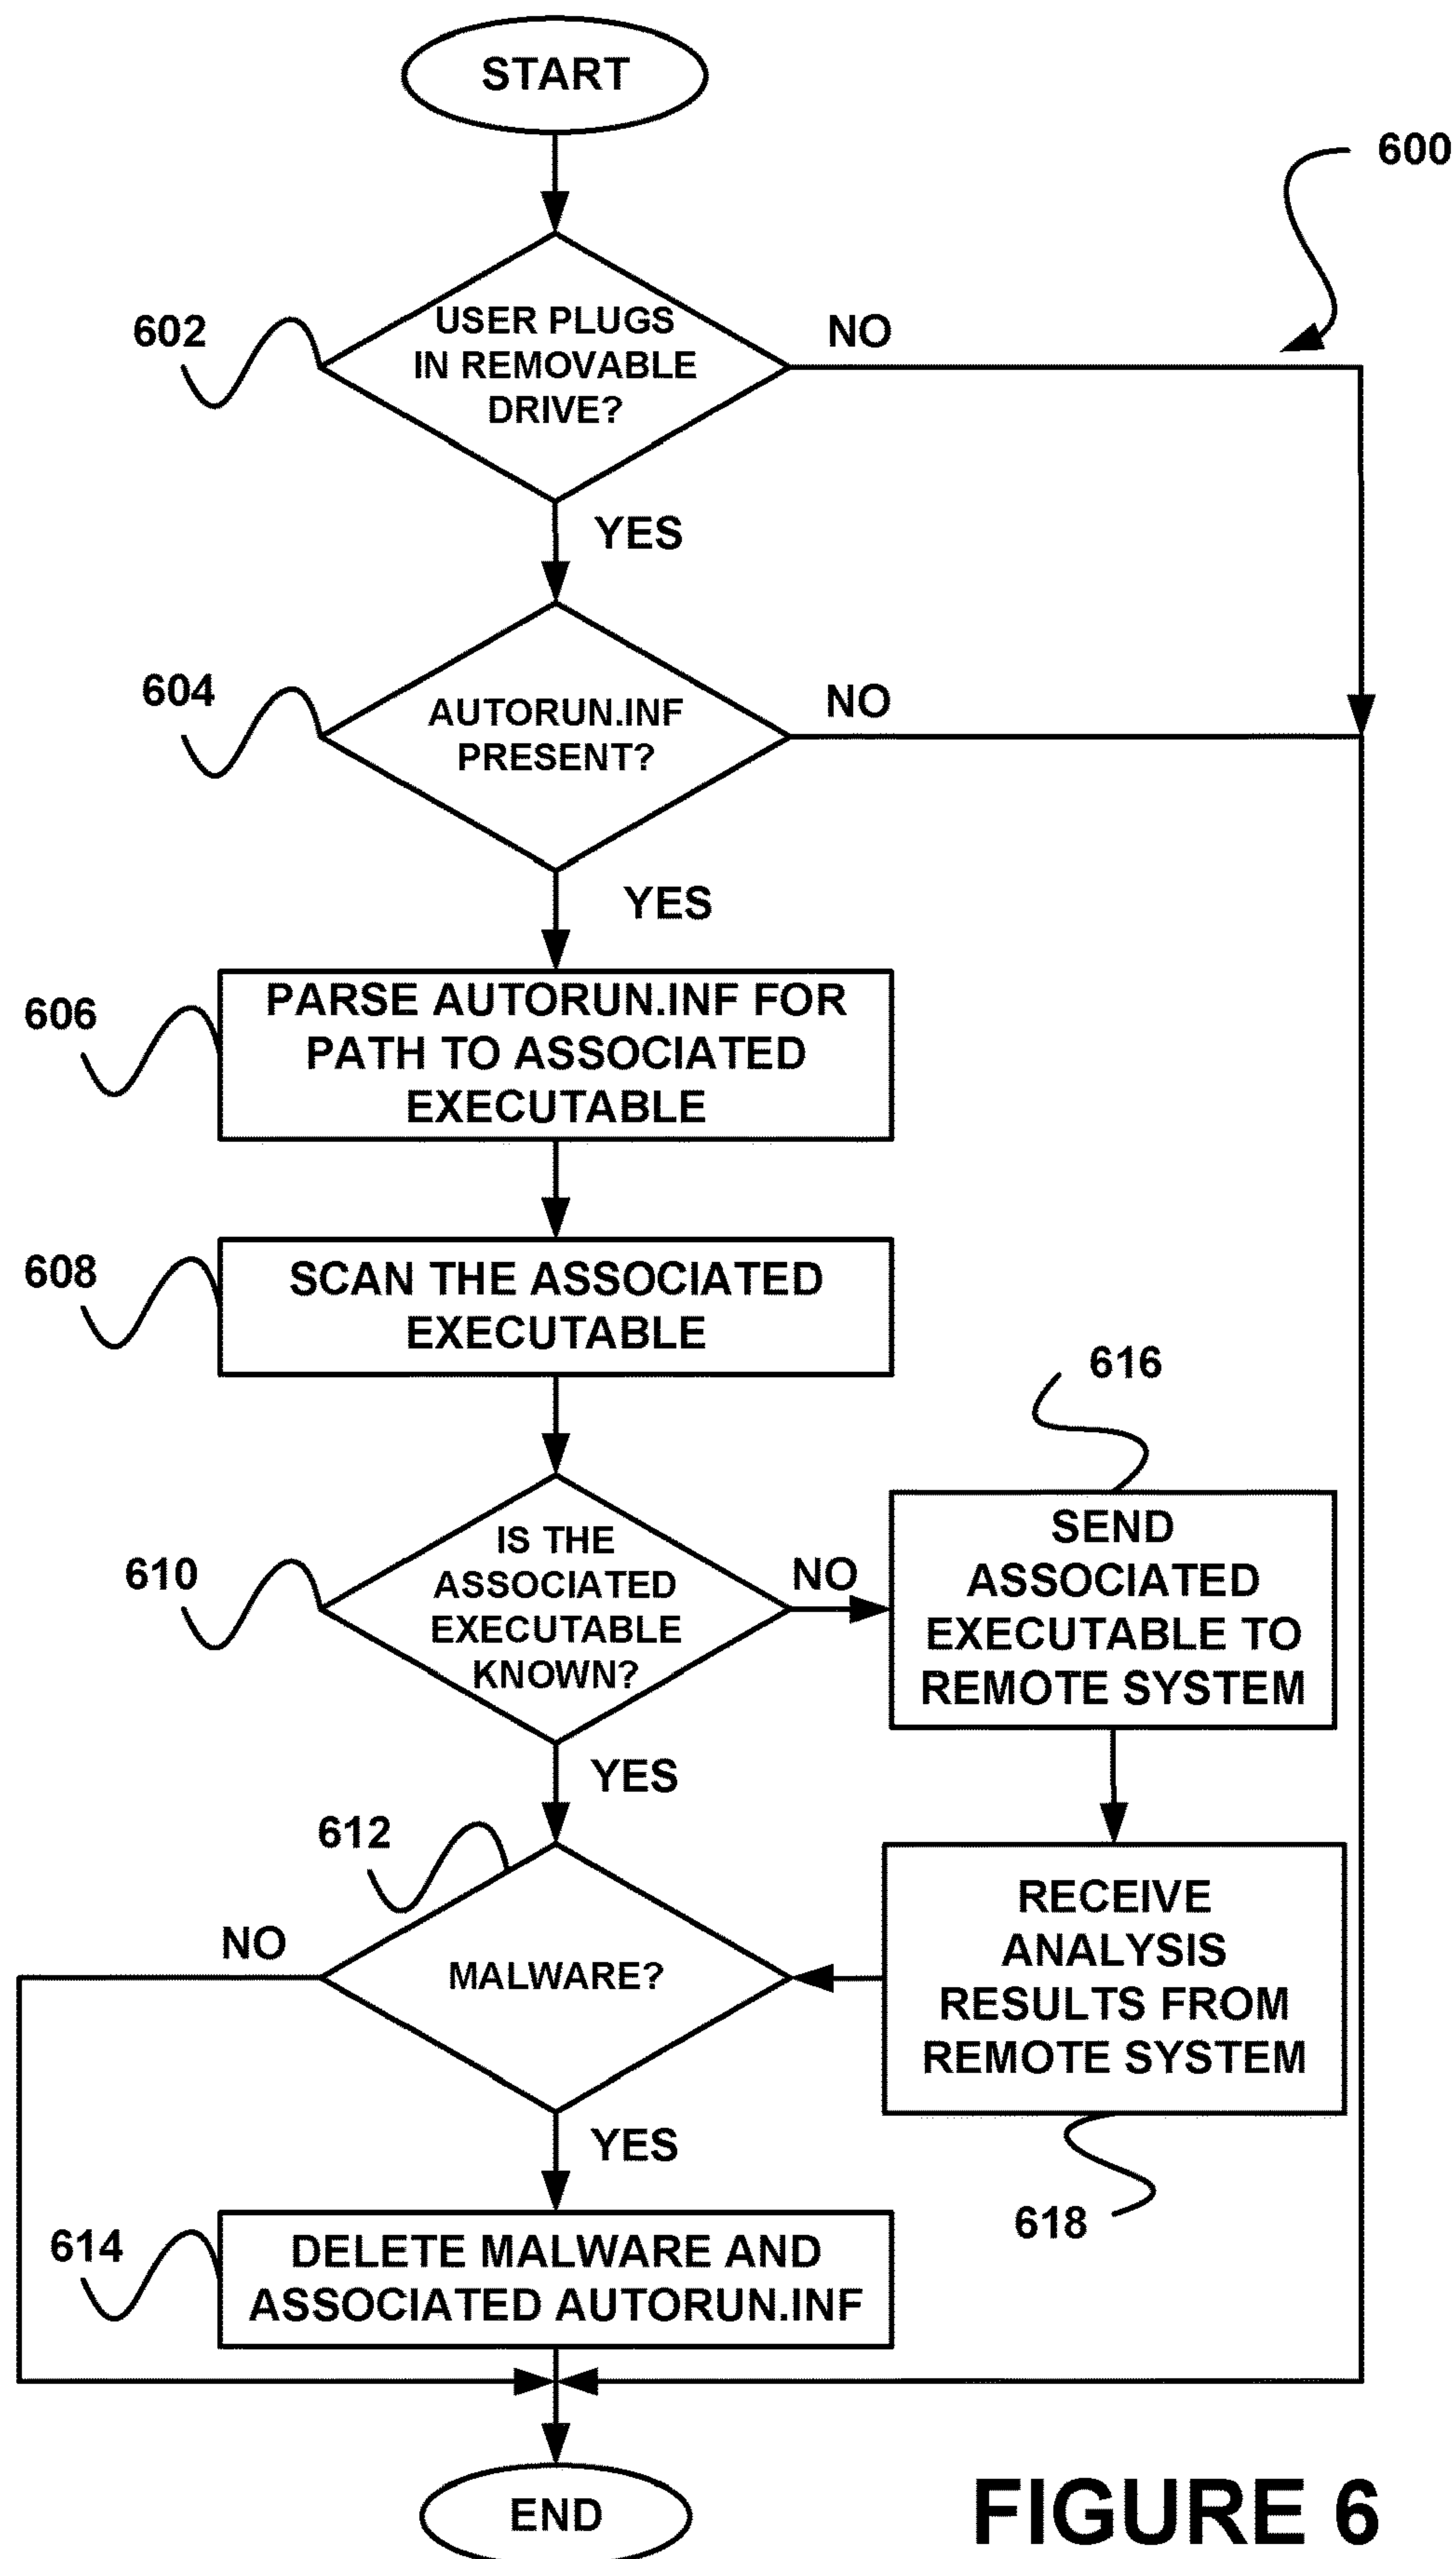 START
600
602
USER PLUGS
IN REMOVABLE
DRIVE?
NO
YES
604
AUTORUN.INF
PRESENT?
NO
YES
606
PARSE AUTORUN.INF FOR
PATH TO ASSOCIATED
EXECUTABLE
608
SCAN THE ASSOCIATED
EXECUTABLE
610
IS THE
ASSOCIATED
EXECUTABLE
KNOWN?
NO
616
SEND
ASSOCIATED
EXECUTABLE TO
REMOTE SYSTEM
YES
612
MALWARE?
NO
RECEIVE
ANALYSIS
RESULTS FROM
REMOTE SYSTEM
618
YES
614
DELETE MALWARE AND
ASSOCIATED AUTORUN.INF
END
FIGURE 6